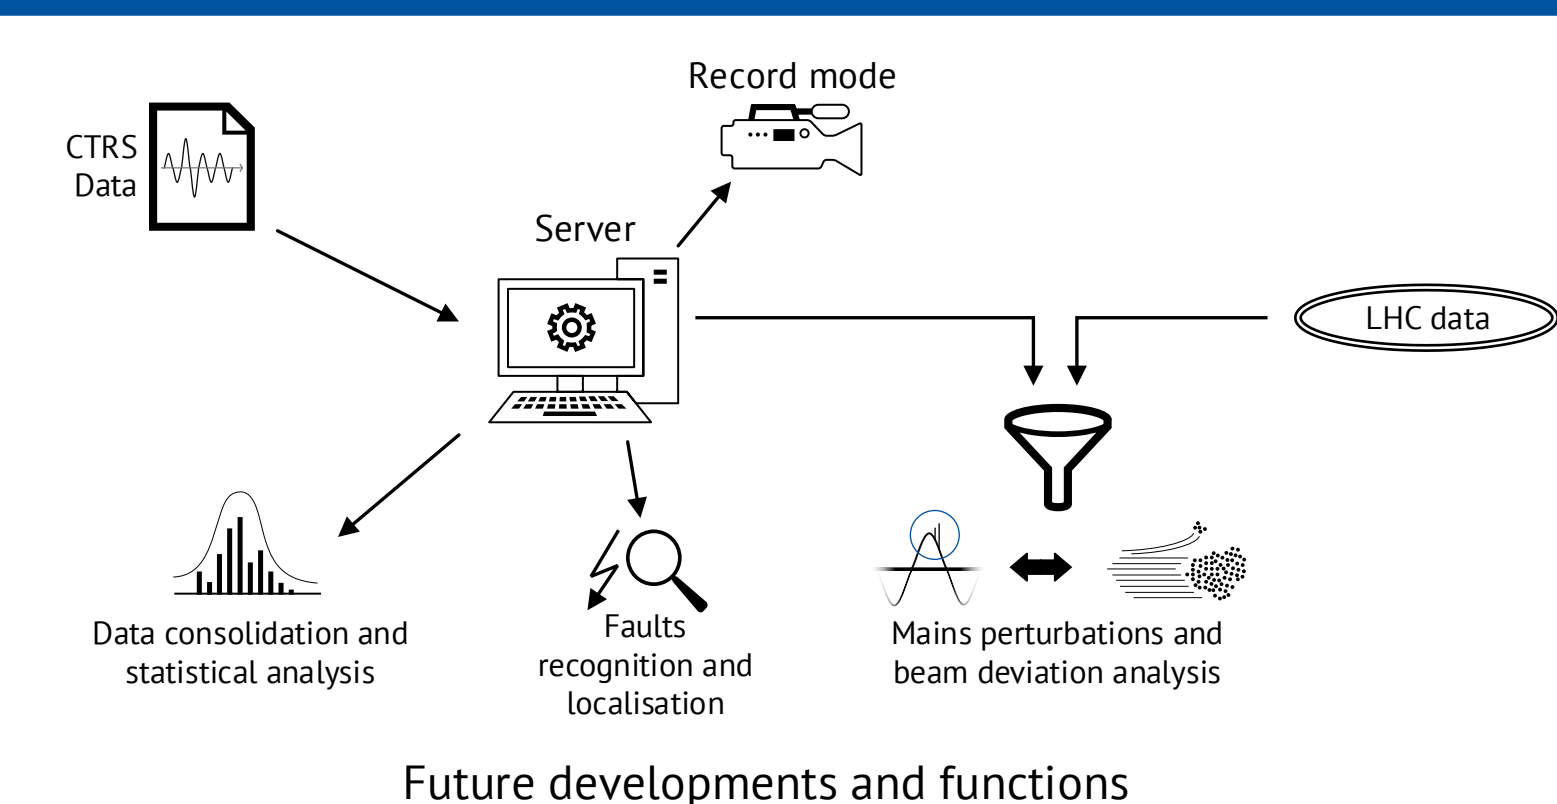 Record mode
CTRS
Data
Server
LHC data
Data consolidation and
statistical analysis
Faults
recognition and
localisation
Mains perturbations and
beam deviation analysis
Future developments and functions